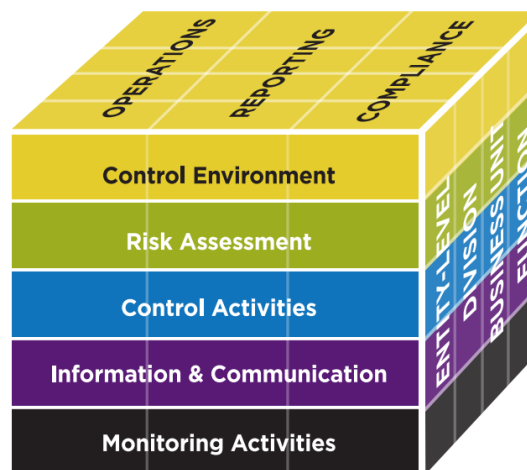 OPERATIONS
REPORTING
COMPLIANCE
Control Environment
Risk Assessment
Control Activities
Information & Communication
Monitoring Activities
ENTITY-LEVEL
DIVISION
BUSINESS UNIT
FUNCTION